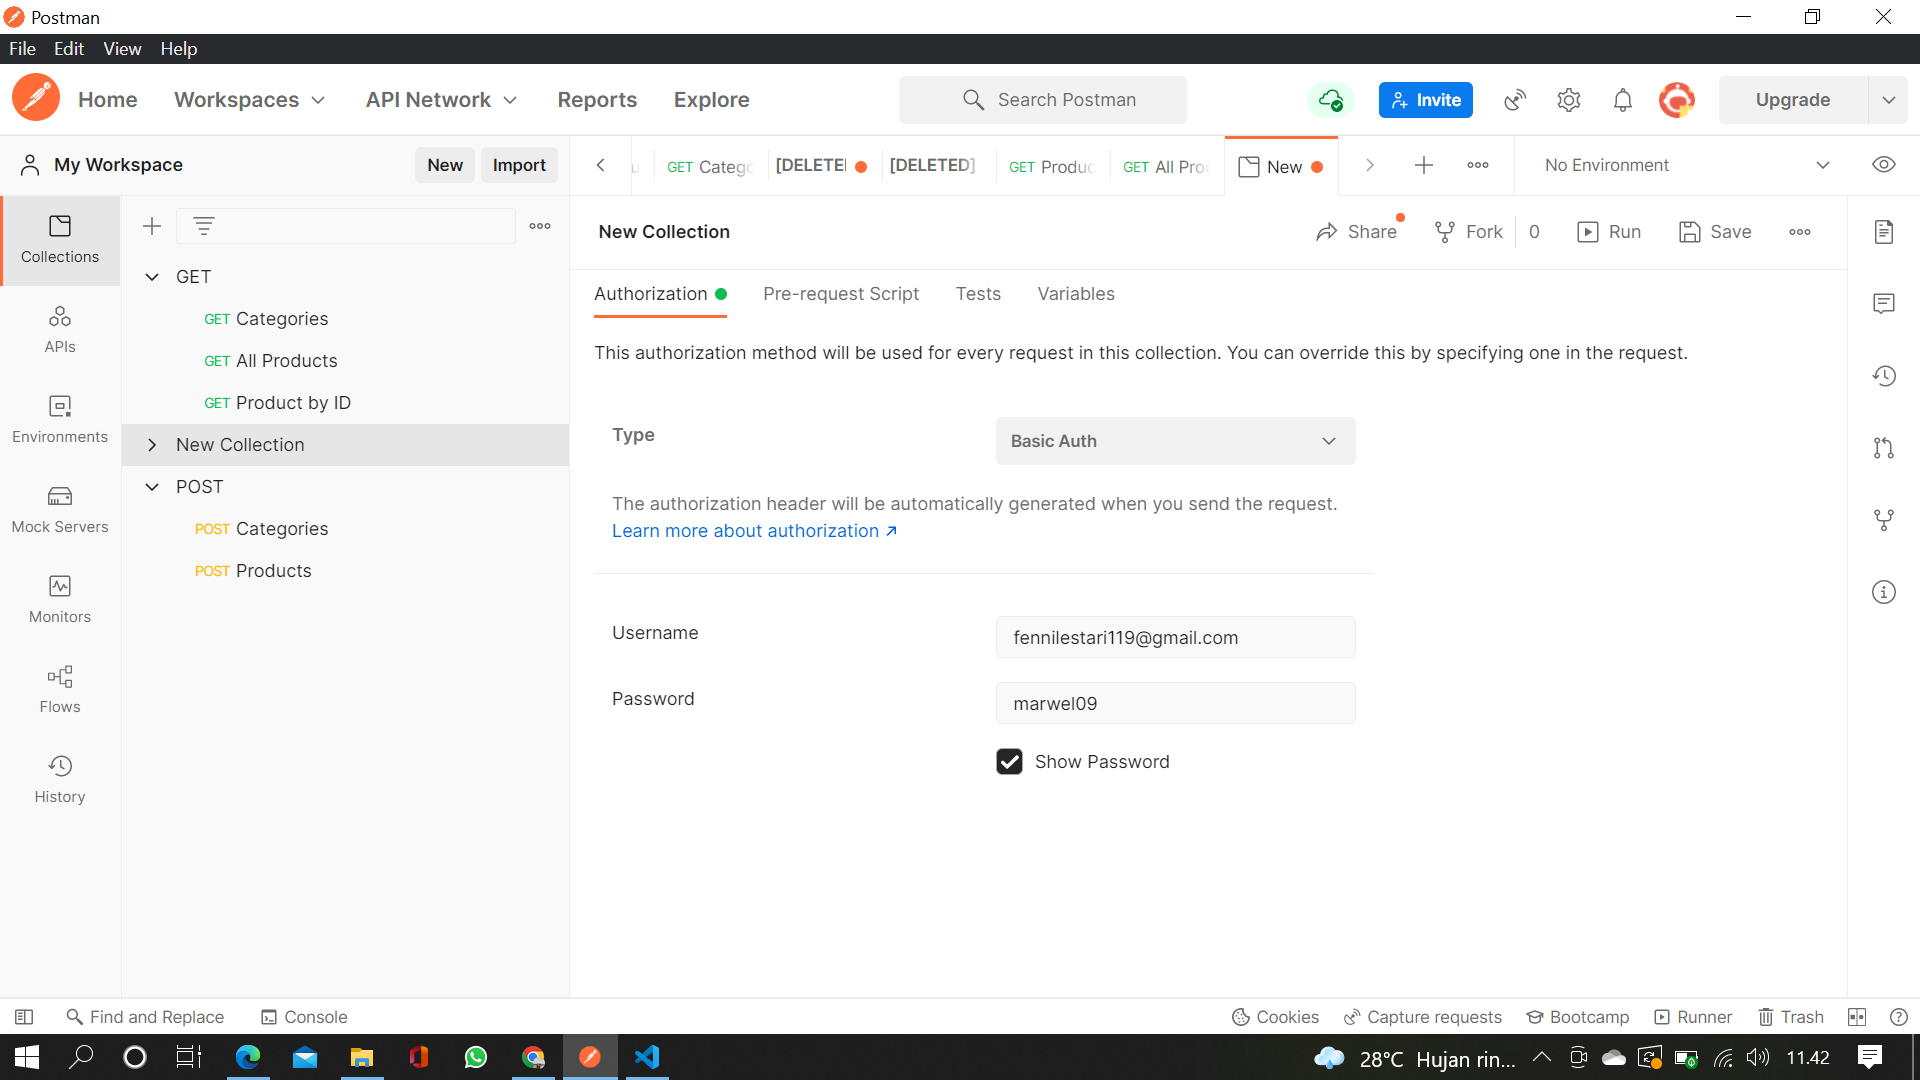 Postman
File Edit View Help
Home Workspaces API Network Reports Explore Search Postman Invite Upgrade
My Workspace New Import
GET Catego [DELETE [DELETED] GET Produc GET All Pro New No Environment
Collections
APIs
Environments
Mock Servers
Monitors
Flows
History
GET
GET Categories
GET All Products
GET Product by ID
New Collection
POST
POST Categories
POST Products
New Collection Share Fork 0 Run Save
Authorization Pre-request Script Tests Variables
This authorization method will be used for every request in this collection. You can override this by specifying one in the request.
Type Basic Auth
The authorization header will be automatically generated when you send the request.
Learn more about authorization ↗
Username fennilestari119@gmail.com
Password marwel09
Show Password
Find and Replace Console Cookies Capture requests Bootcamp Runner Trash
28°C Hujan rin... 11.42